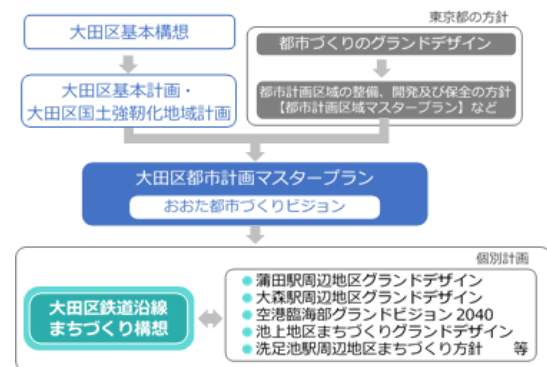 東京都の方針
大田区基本構想
都市づくりのグランドデザイン
大田区基本計画・
大田区国土強靭化地域計画
都市計画区域の整備、開発及び保全の方針
【都市計画区域マスタープラン】など
大田区都市計画マスタープラン
おおた都市づくりビジョン
個別計画
大田区鉄道沿線
まちづくり構想
蒲田駅周辺地区グランドデザイン
大森駅周辺地区グランドデザイン
空港臨海部グランドビジョン 2040
池上地区まちづくりグランドデザイン
洗足池駅周辺地区まちづくり方針 等